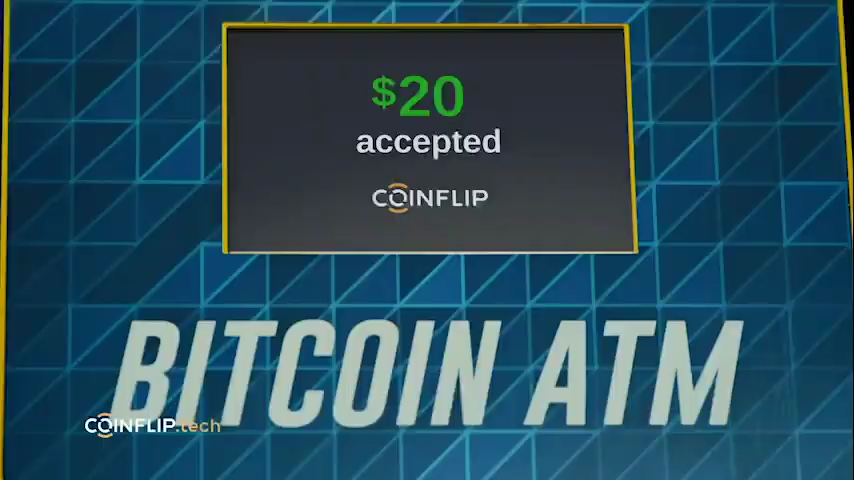 $20
accepted
COINFLIP
BITCOIN ATM
COINFLIP.tech